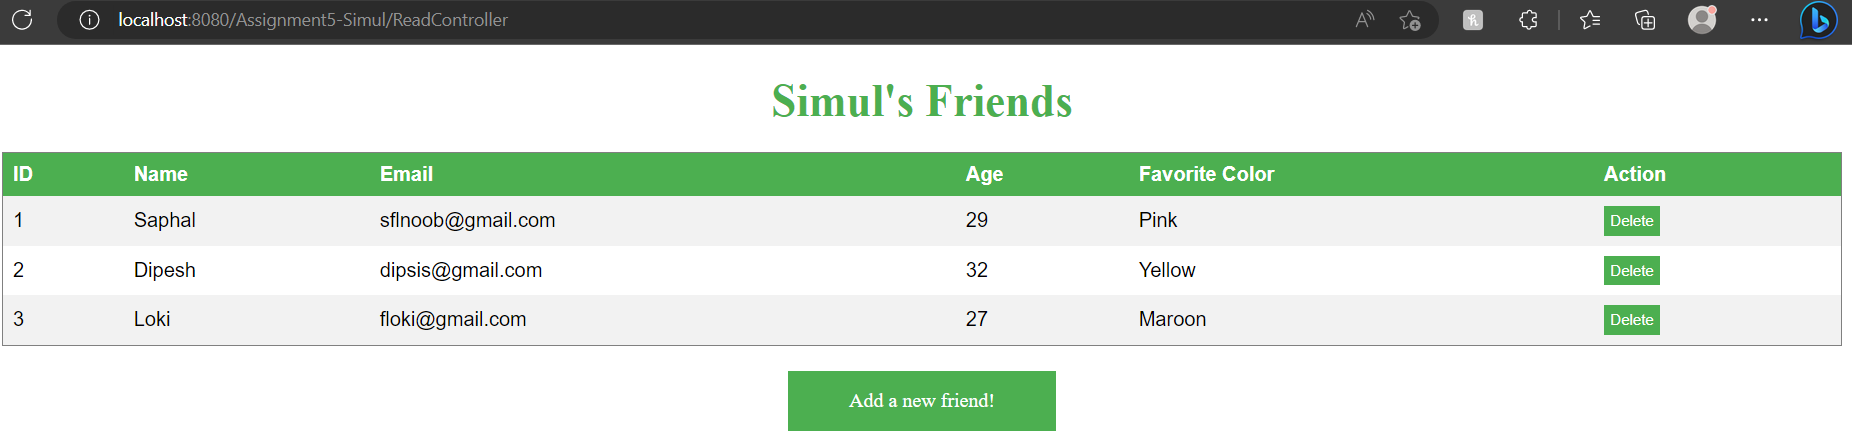 localhost:8080/Assignment5-Simul/ReadController
Simul's Friends
ID Name Email Age Favorite Color Action
1 Saphal sflnoob@gmail.com 29 Pink Delete
2 Dipesh dipsis@gmail.com 32 Yellow Delete
3 Loki floki@gmail.com 27 Maroon Delete
Add a new friend!